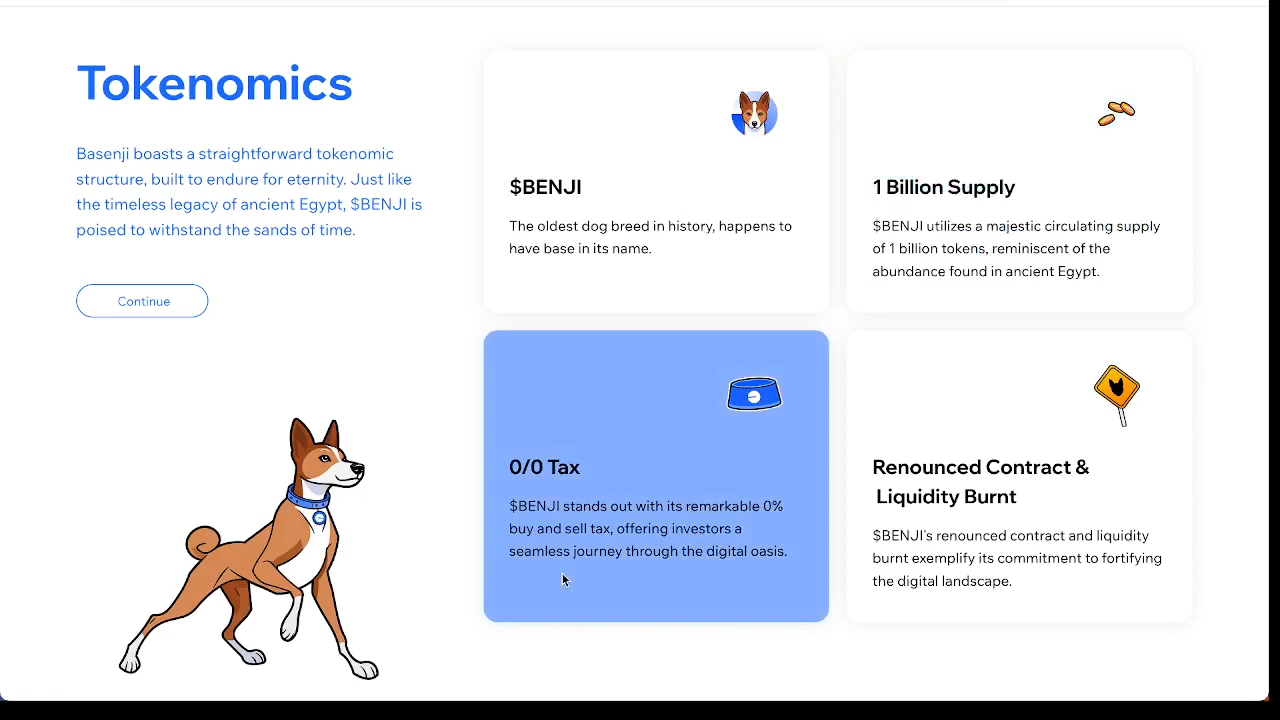 Tokenomics
Basenji boasts a straightforward tokenomic
structure, built to endure for eternity. Just like
the timeless legacy of ancient Egypt, $BENJI is
poised to withstand the sands of time.
Continue
$BENJI
The oldest dog breed in history, happens to
have base in its name.
1 Billion Supply
$BENJI utilizes a majestic circulating supply
of 1 billion tokens, reminiscent of the
abundance found in ancient Egypt.
0/0 Tax
$BENJI stands out with its remarkable 0%
buy and sell tax, offering investors a
seamless journey through the digital oasis.
Renounced Contract &
Liquidity Burnt
$BENJI's renounced contract and liquidity
burnt exemplify its commitment to fortifying
the digital landscape.